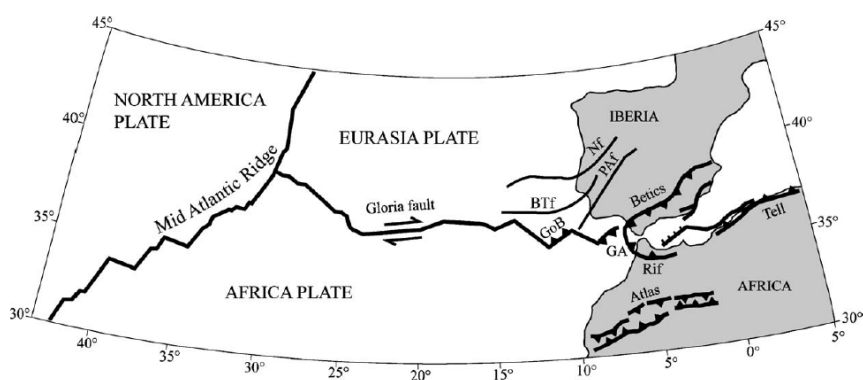 45°
45°
NORTH AMERICA
PLATE
40°
EURASIA PLATE
IBERIA
40°
Nf
PAf
Mid Atlantic Ridge
Gloria fault
BTf
Betics
35°
GoB
35°
Tell
GA
Rif
AFRICA PLATE
Atlas
AFRICA
30°
30°
40°
35°
30°
25°
20°
15°
10°
5°
0°
5°